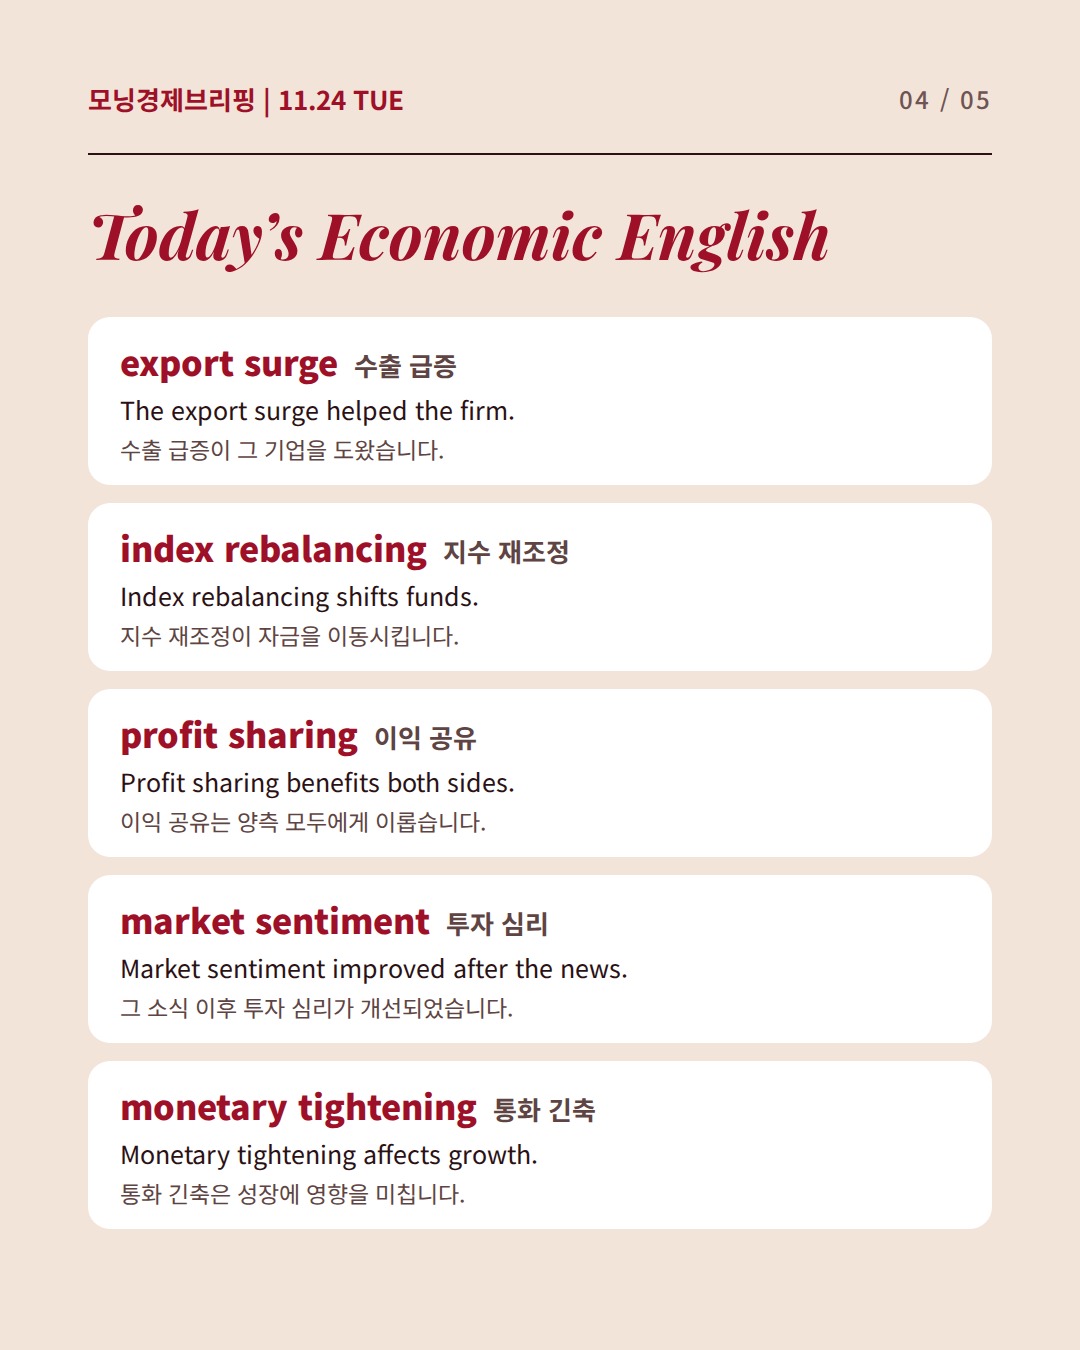 모닝경제브리핑 | 11.24 TUE
04 / 05
Today’s Economic English
export surge 수출 급증
The export surge helped the firm.
수출 급증이 그 기업을 도왔습니다.
index rebalancing 지수 재조정
Index rebalancing shifts funds.
지수 재조정이 자금을 이동시킵니다.
profit sharing 이익 공유
Profit sharing benefits both sides.
이익 공유는 양측 모두에게 이롭습니다.
market sentiment 투자 심리
Market sentiment improved after the news.
그 소식 이후 투자 심리가 개선되었습니다.
monetary tightening 통화 긴축
Monetary tightening affects growth.
통화 긴축은 성장에 영향을 미칩니다.